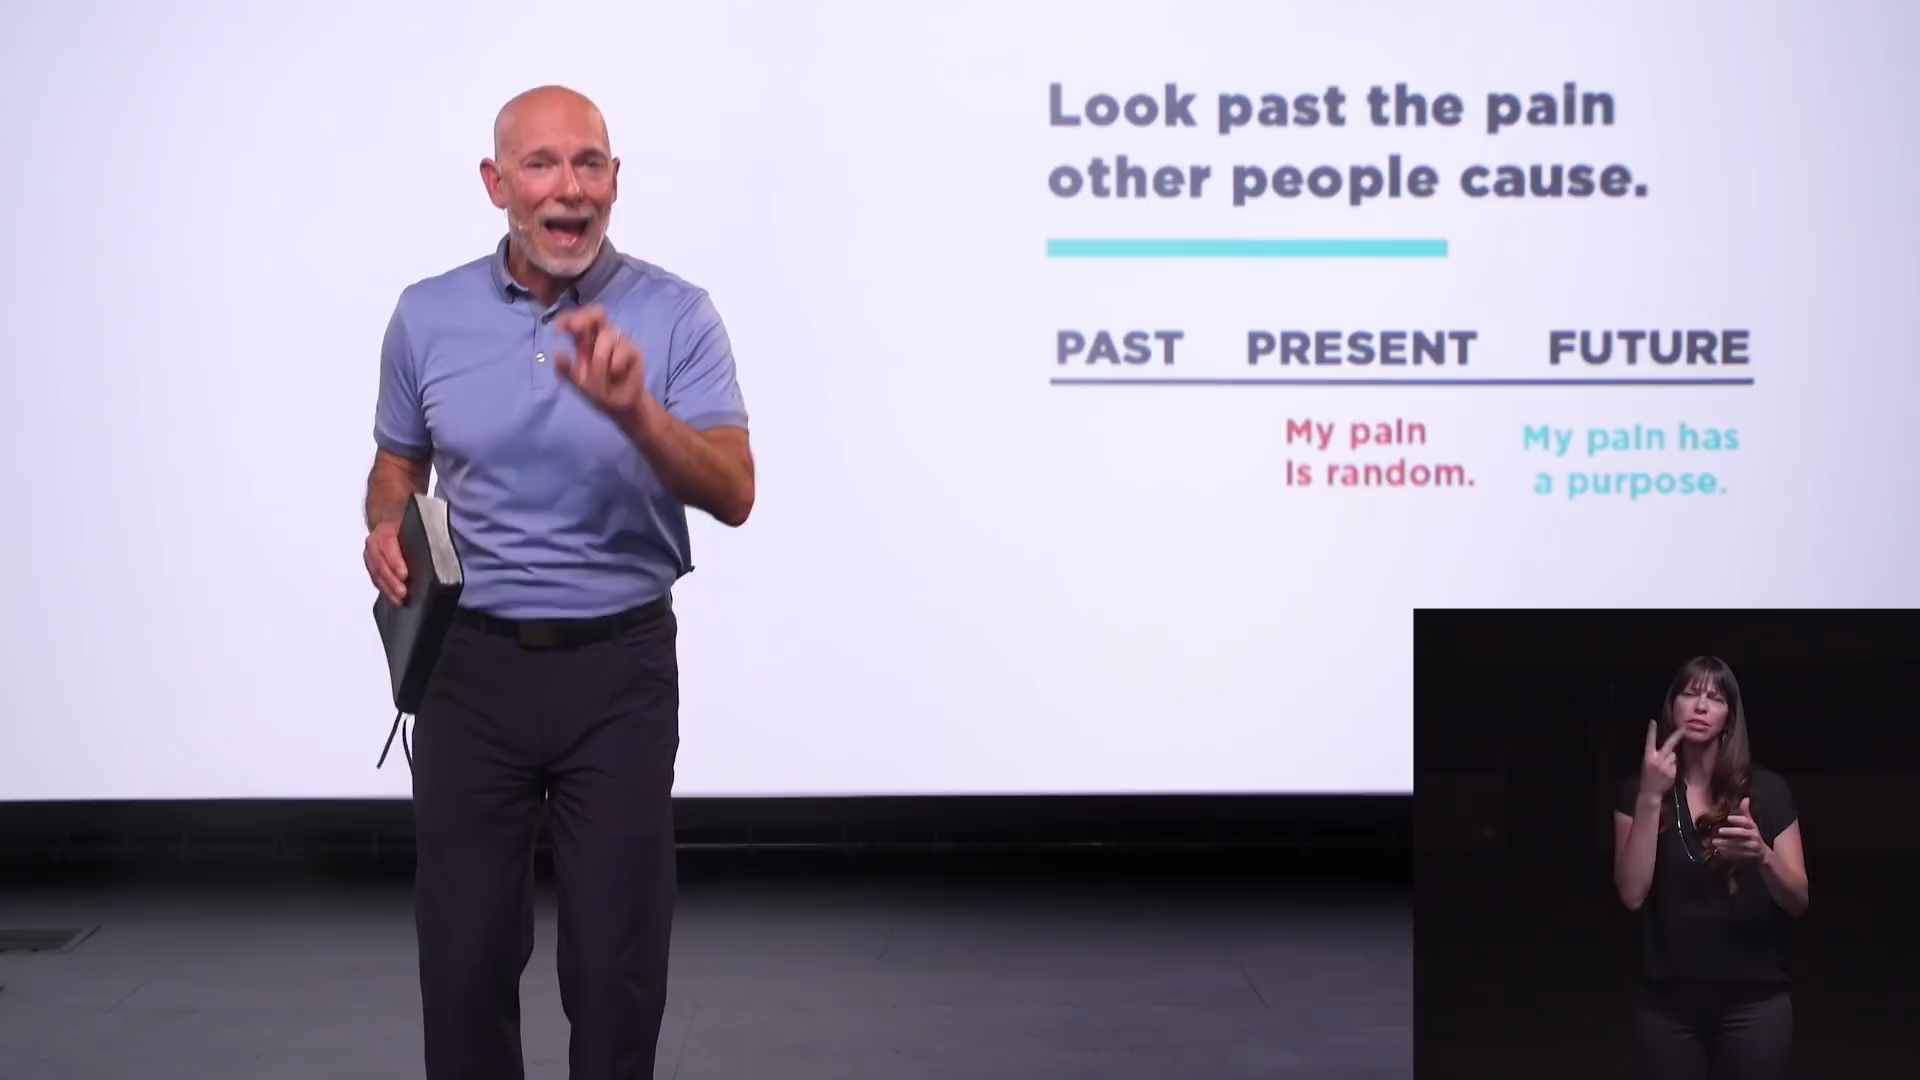 Look past the pain
other people cause.
PAST PRESENT FUTURE
My pain
Is random.
My pain has
a purpose.